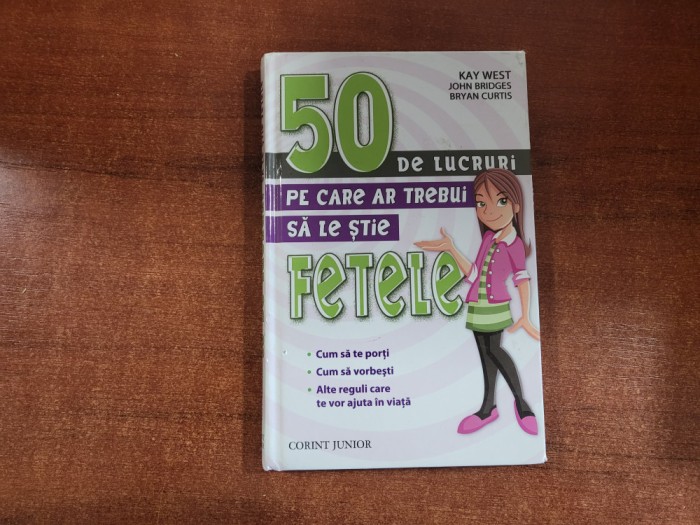 KAY WEST
JOHN BRIDGES
BRYAN CURTIS
50
DE LUCRURI
PE CARE AR TREBUI
SĂ LE ȘTIE
FETELE
• Cum să te porți
• Cum să vorbești
• Alte reguli care
te vor ajuta în viață
CORINT JUNIOR